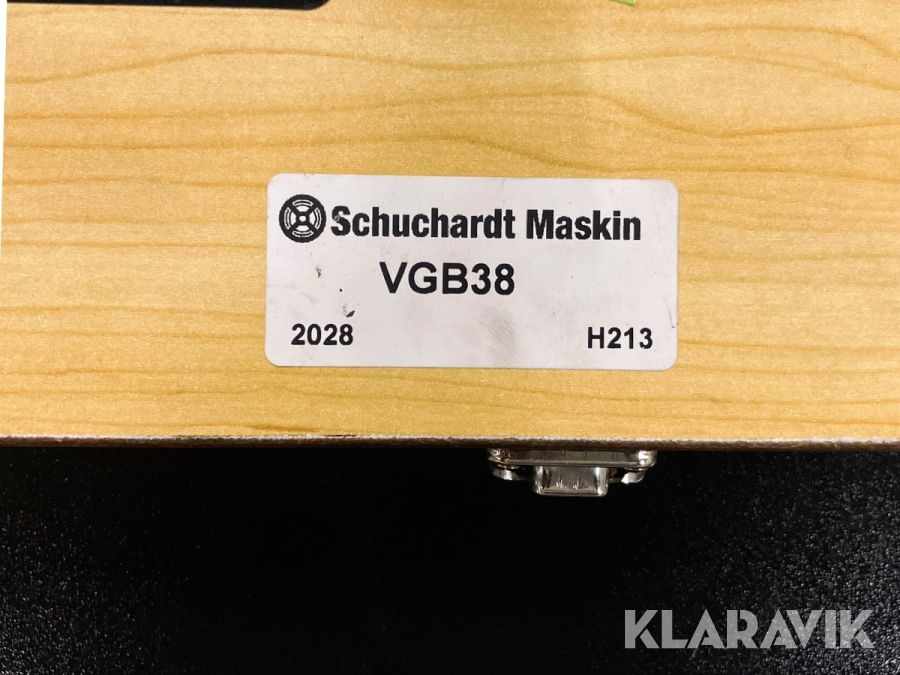 Schuchardt Maskin
VGB38
2028 H213
KLARAVIK